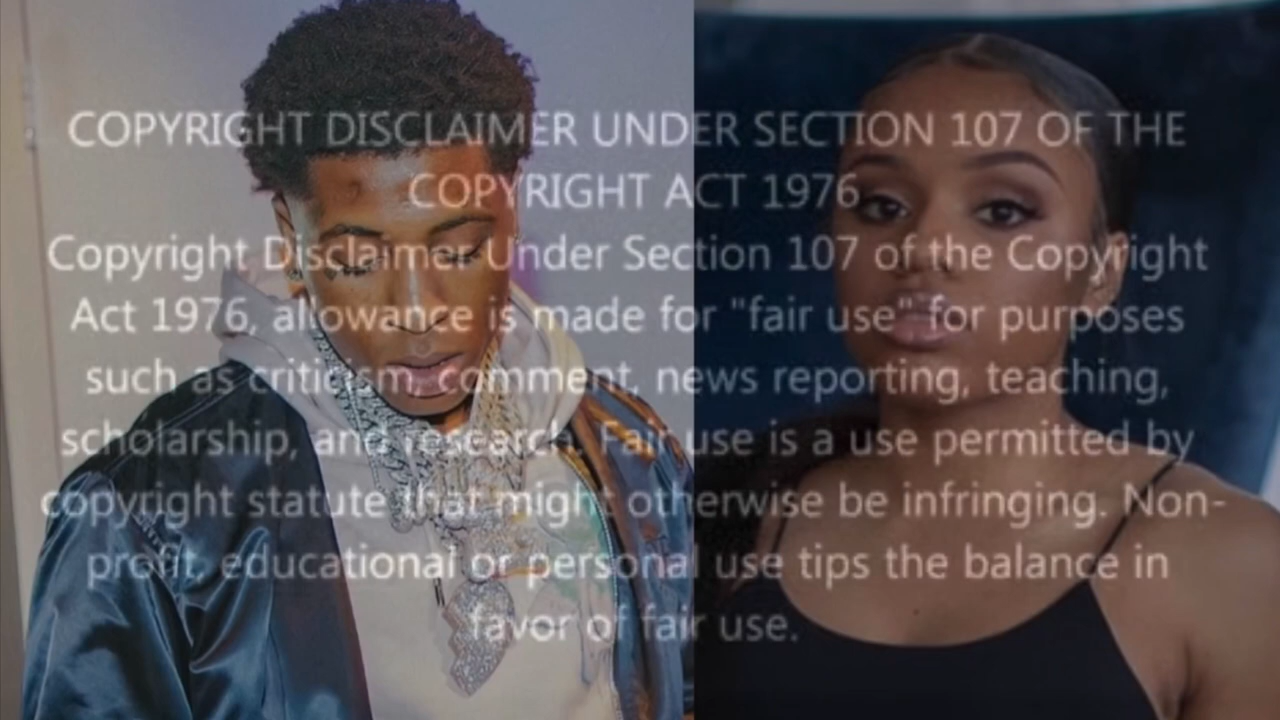 COPYRIGHT DISCLAIMER UNDER SECTION 107 OF THE
COPYRIGHT ACT 1976
Copyright Disclaimer Under Section 107 of the Copyright
Act 1976, allowance is made for "fair use" for purposes
such as criticism, comment, news reporting, teaching,
scholarship, and research. Fair use is a use permitted by
copyright statute that might otherwise be infringing. Non-
profit, educational or personal use tips the balance in
favor of fair use.